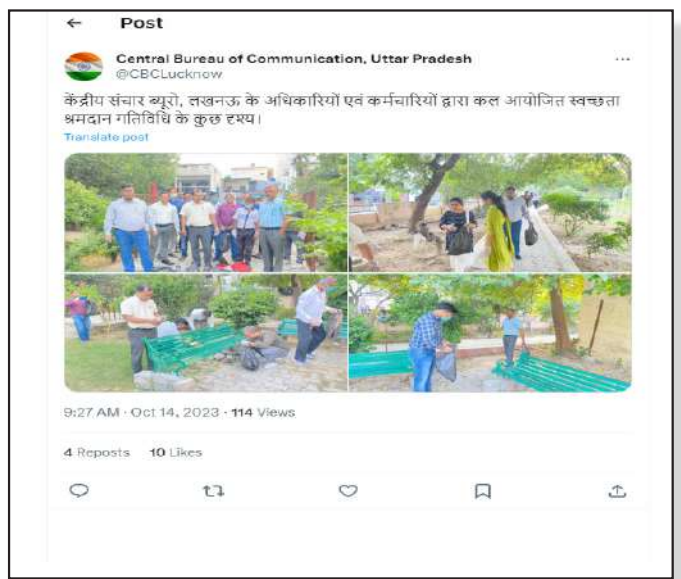 ← Post
Central Bureau of Communication, Uttar Pradesh
@CBCLucknow
केंद्रीय संचार ब्यूरो, लखनऊ के अधिकारियों एवं कर्मचारियों द्वारा कल आयोजित स्वच्छता
श्रमदान गतिविधि के कुछ दृश्य।
Translate post
9:27 AM · Oct 14, 2023 · 114 Views
4 Reposts 10 Likes